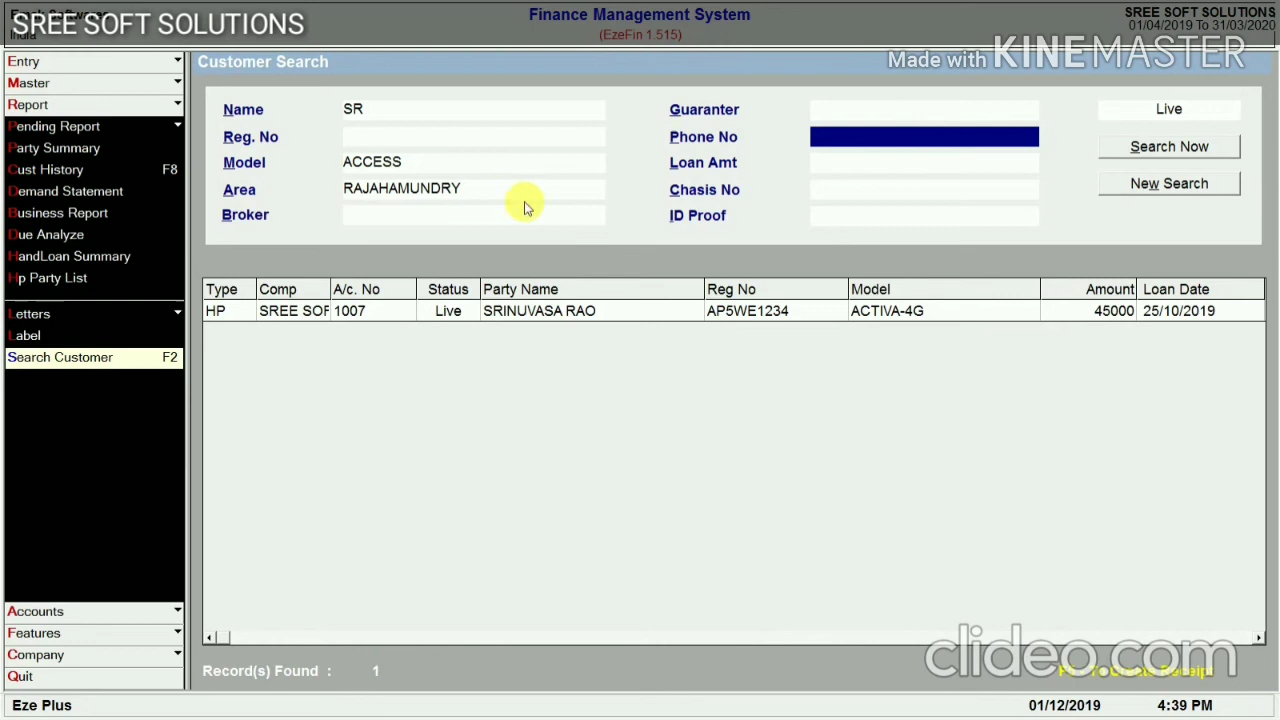 SREE SOFT SOLUTIONS
India
Finance Management System
(EzeFin 1.515)
SREE SOFT SOLUTIONS
01/04/2019 To 31/03/2020
Made with KINEMASTER
Entry
Master
Report
Pending Report
Party Summary
Cust History F8
Demand Statement
Business Report
Due Analyze
HandLoan Summary
Hp Party List
Letters
Label
Search Customer F2
Accounts
Features
Company
Quit
Customer Search
Name SR Guaranter Live
Reg. No Phone No Search Now
Model ACCESS Loan Amt
Area RAJAHAMUNDRY Chasis No New Search
Broker ID Proof
Type Comp A/c. No Status Party Name Reg No Model Amount Loan Date
HP SREE SOF 1007 Live SRINUVASA RAO AP5WE1234 ACTIVA-4G 45000 25/10/2019
Record(s) Found : 1
To Create Receipt
clideo.com
Eze Plus 01/12/2019 4:39 PM